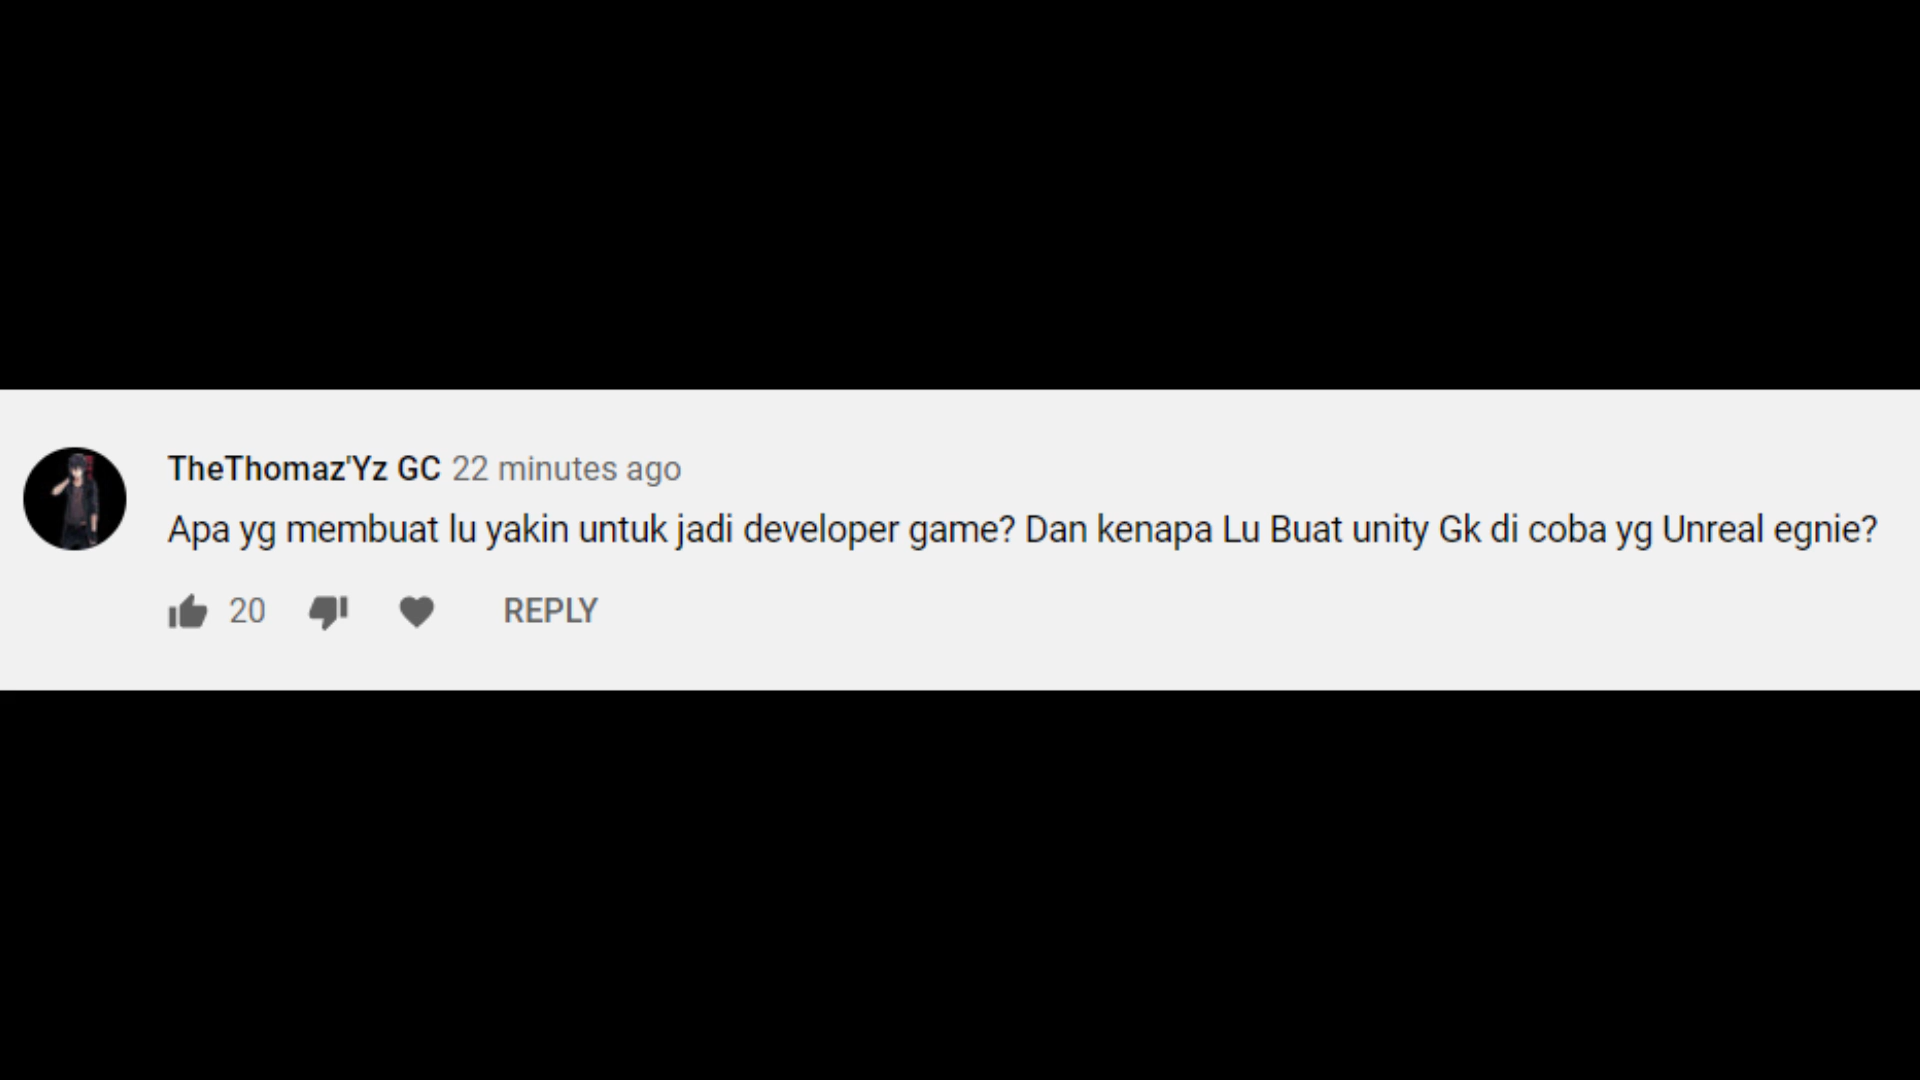 TheThomaz'Yz GC 22 minutes ago
Apa yg membuat lu yakin untuk jadi developer game? Dan kenapa Lu Buat unity Gk di coba yg Unreal egnie?
20 REPLY